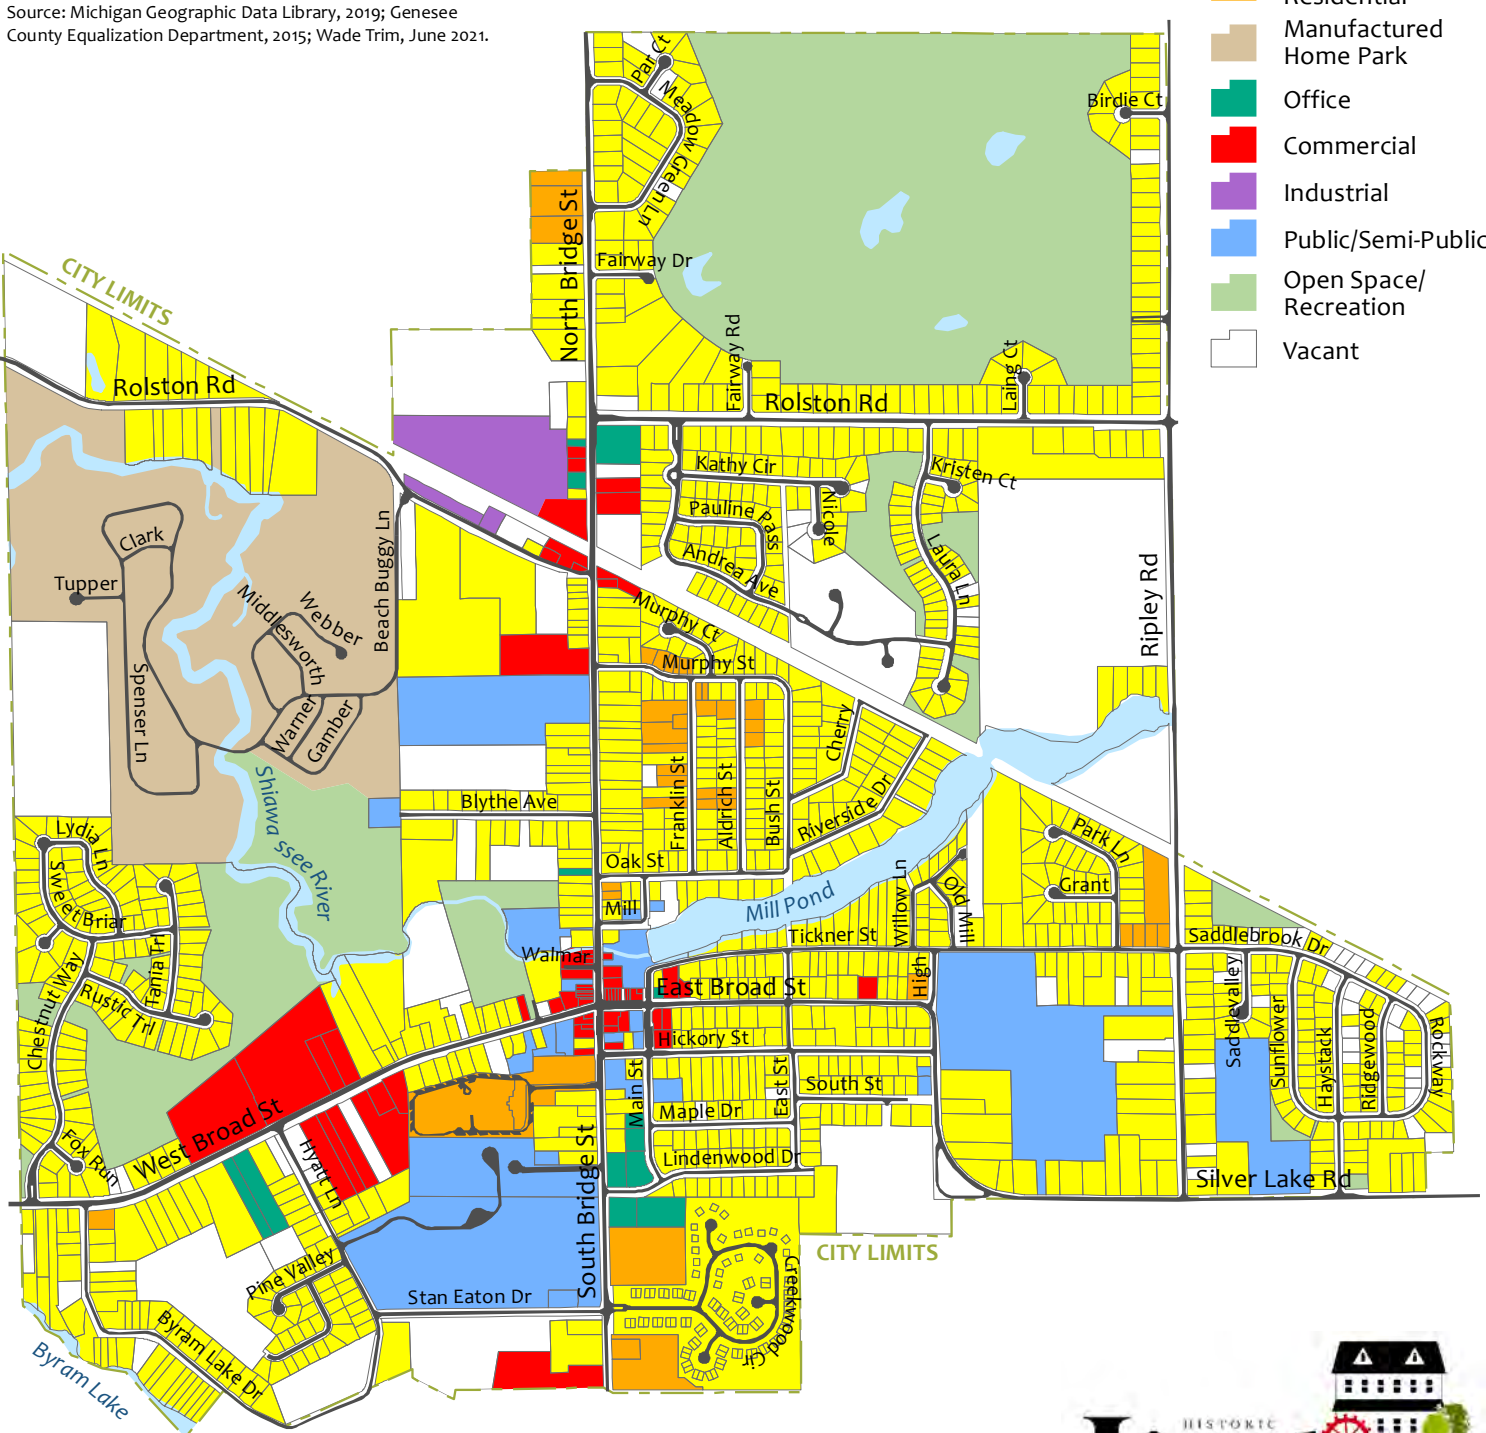 Source: Michigan Geographic Data Library, 2019; Genesee
County Equalization Department, 2015; Wade Trim, June 2021.
Residential
Manufactured
Home Park
Office
Commercial
Industrial
Public/Semi-Public
Open Space/
Recreation
Vacant
CITY LIMITS
Par Ct
Meadow Green Ln
Birdie Ct
North Bridge St
Fairway Dr
Fairway Rd
Laing Ct
Rolston Rd
Rolston Rd
Kathy Cir
Kristen Ct
Nicole
Pauline Pass
Andrea Ave
Laura Ln
Ripley Rd
Clark
Tupper
Beach Buggy Ln
Webber
Middlesworth
Spenser Ln
Warner
Gamber
Murphy Ct
Murphy St
Cherry
Franklin St
Aldrich St
Bush St
Riverside Dr
Shiawassee River
Blythe Ave
Oak St
Mill
Mill Pond
Willow Ln
Old Mill
Park Ln
Grant
Lydia Ln
Sweet Briar
Tania Trl
Rustic Trl
Chestnut Way
Walmar
Tickner St
East Broad St
High
Saddlebrook Dr
Saddlevalley
Sunflower
Haystack
Ridgewood
Rockway
Hickory St
Main St
East St
South St
Maple Dr
Lindenwood Dr
West Broad St
Fox Run
Hyatt Ln
South Bridge St
Silver Lake Rd
CITY LIMITS
Pine Valley
Stan Eaton Dr
Creekwood Cir
Byram Lake Dr
Byram Lake
HISTORIC